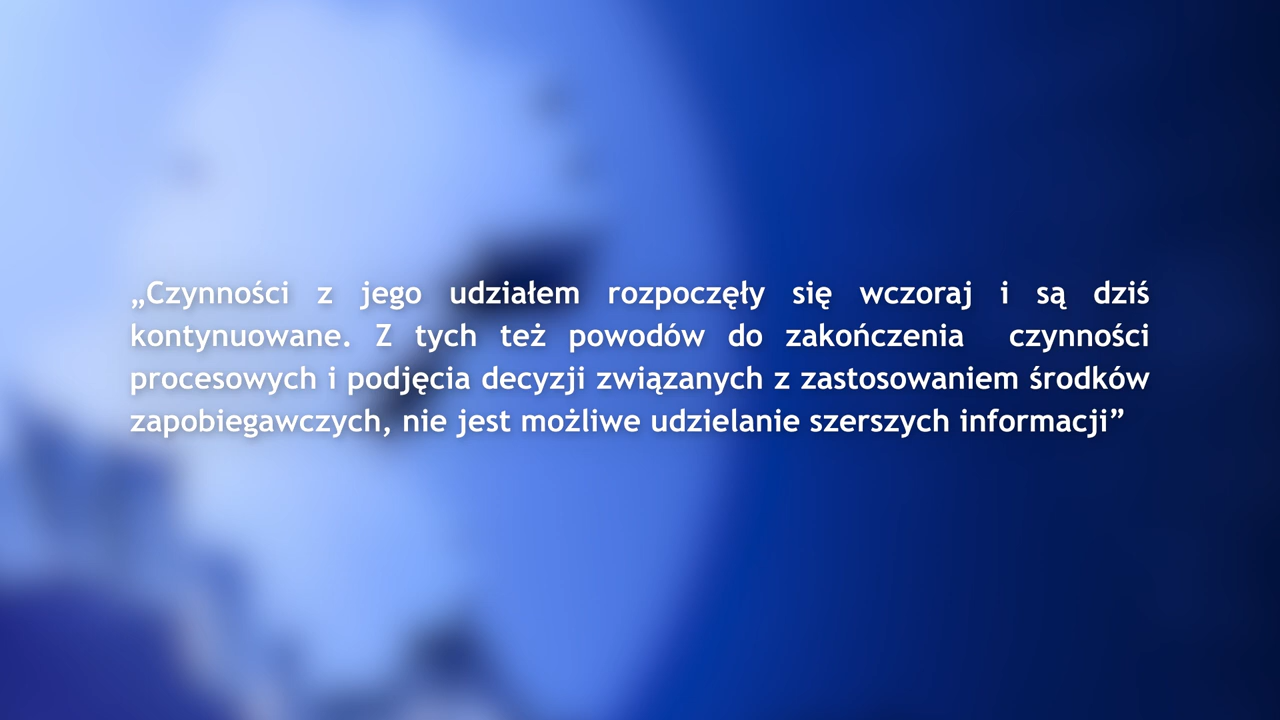 „Czynności z jego udziałem rozpoczęły się wczoraj i są dziś
kontynuowane. Z tych też powodów do zakończenia czynności
procesowych i podjęcia decyzji związanych z zastosowaniem środków
zapobiegawczych, nie jest możliwe udzielanie szerszych informacji”